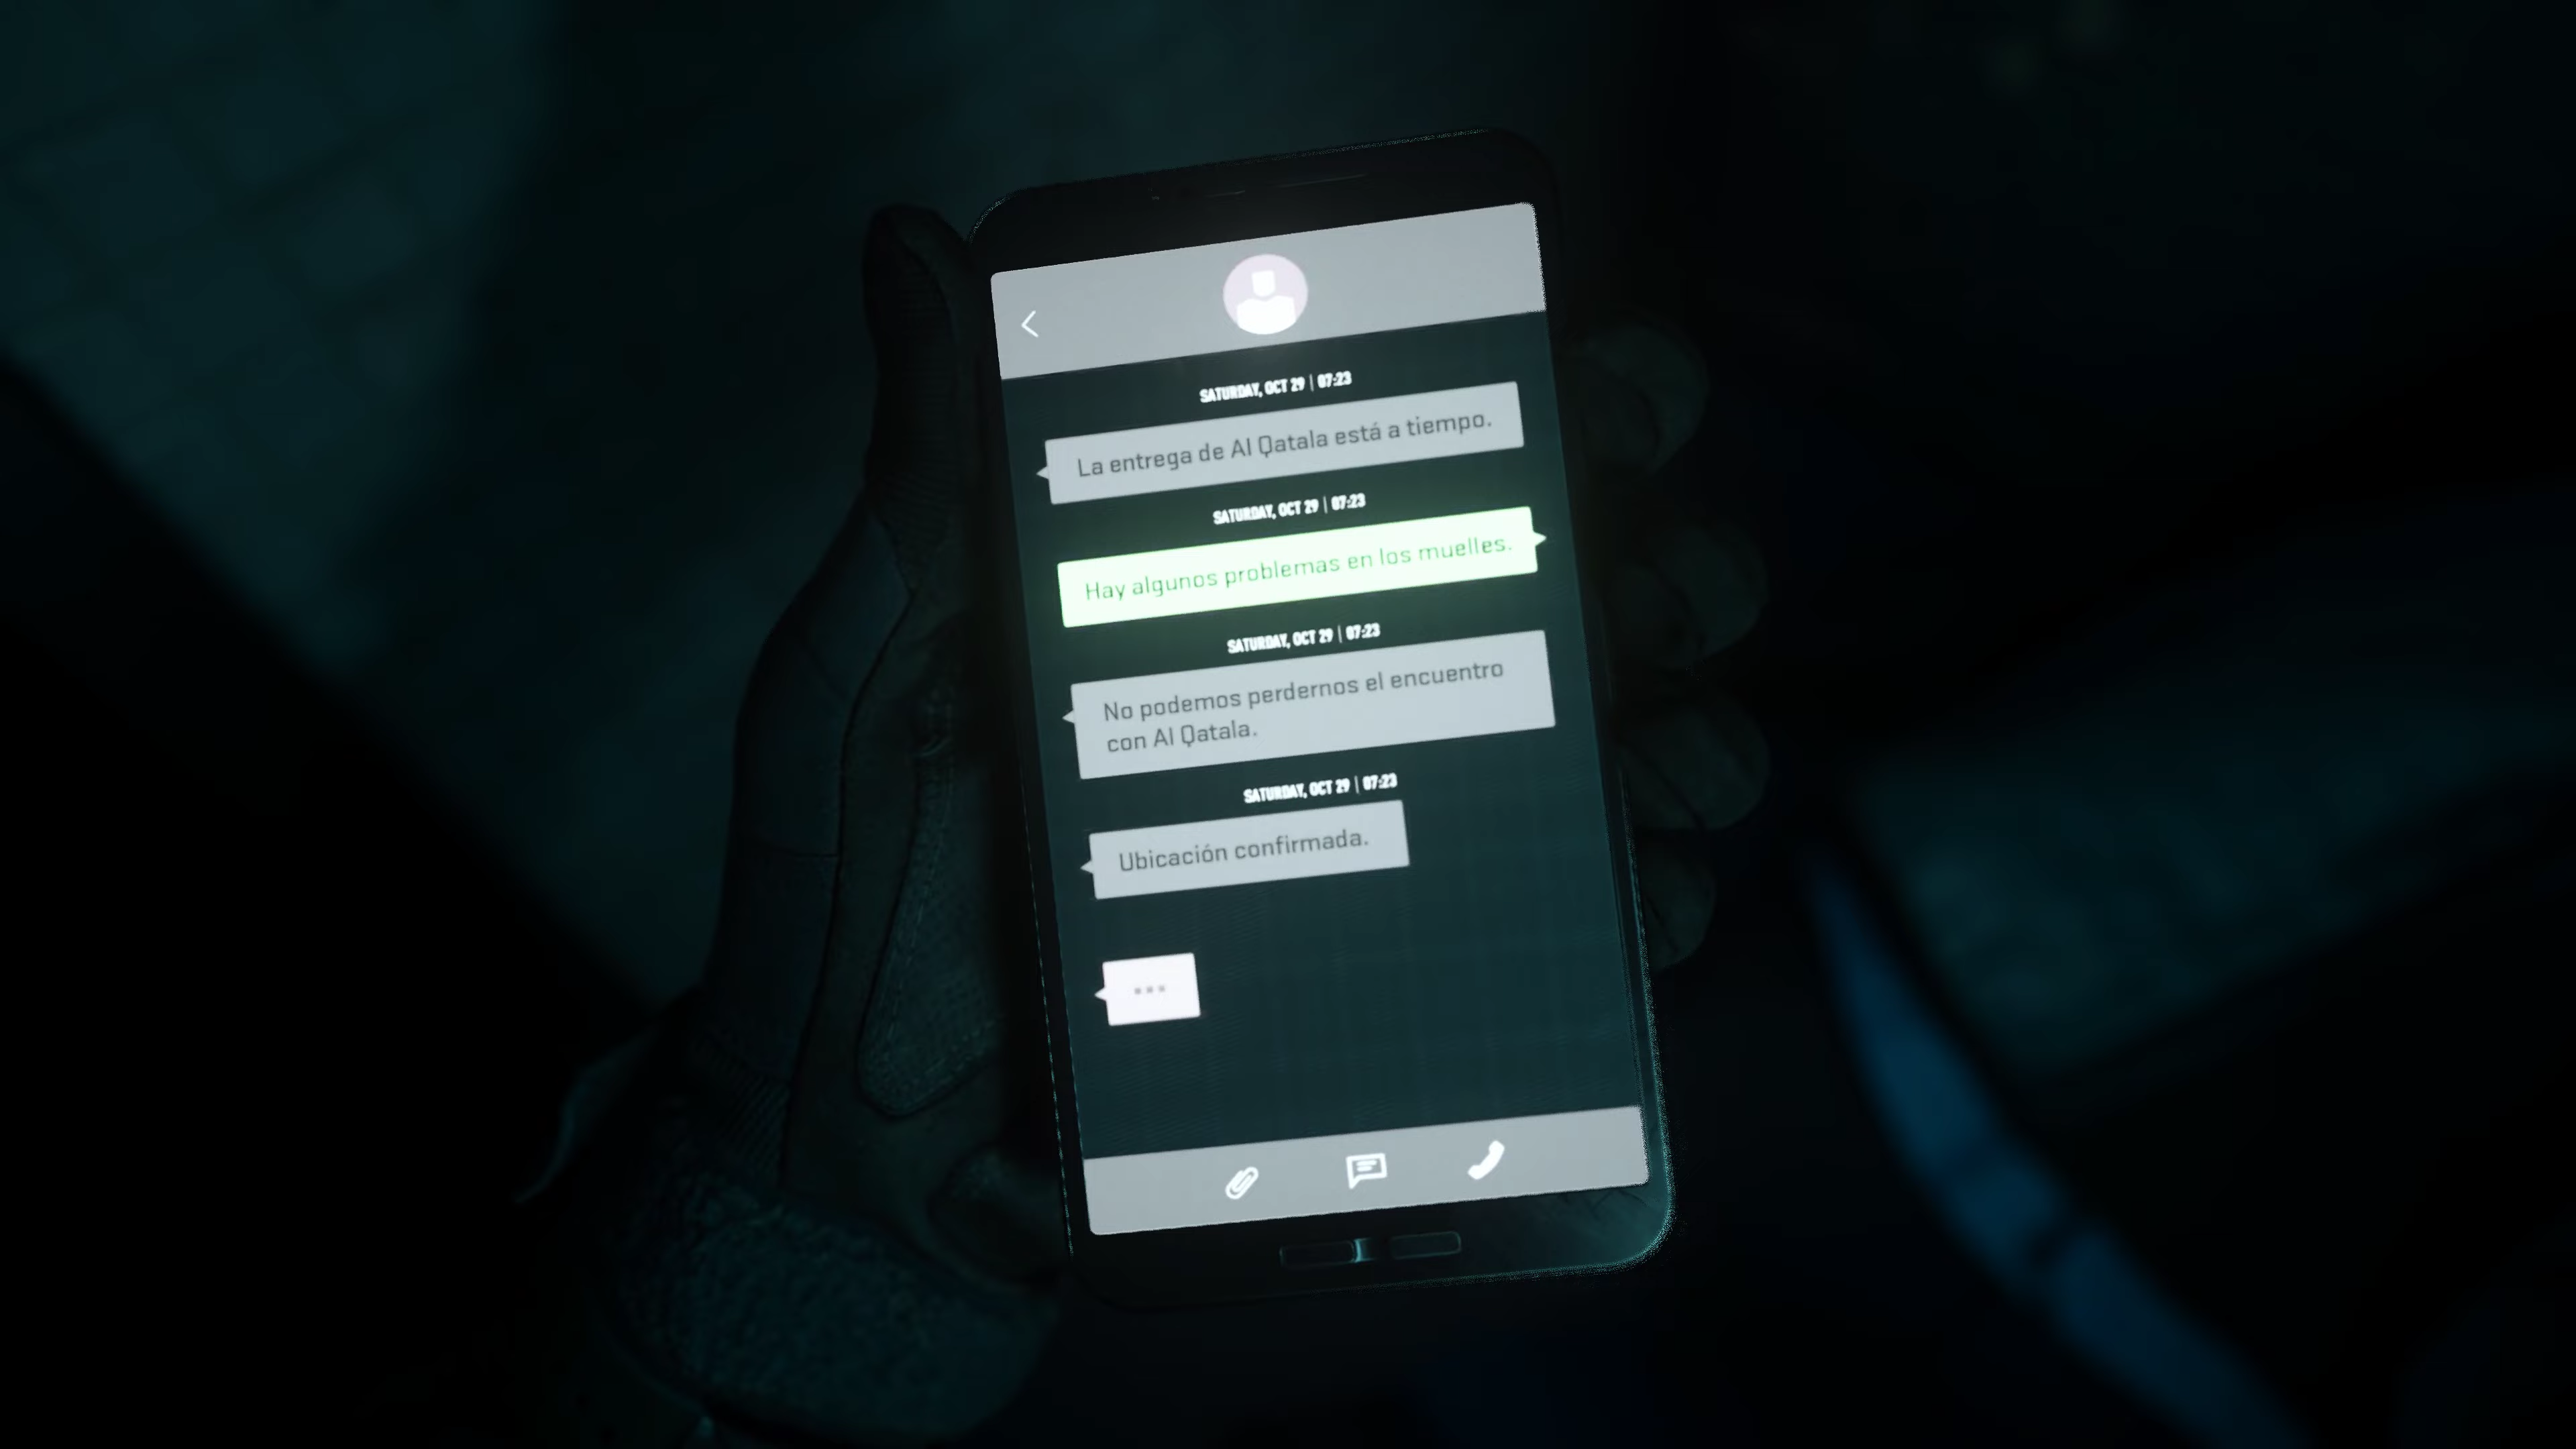 SATURDAY, OCT 29 | 07:23
La entrega de Al Qatala está a tiempo.
SATURDAY, OCT 29 | 07:23
Hay algunos problemas en los muelles.
SATURDAY, OCT 29 | 07:23
No podemos perdernos el encuentro
con Al Qatala.
SATURDAY, OCT 29 | 07:23
Ubicación confirmada.
...